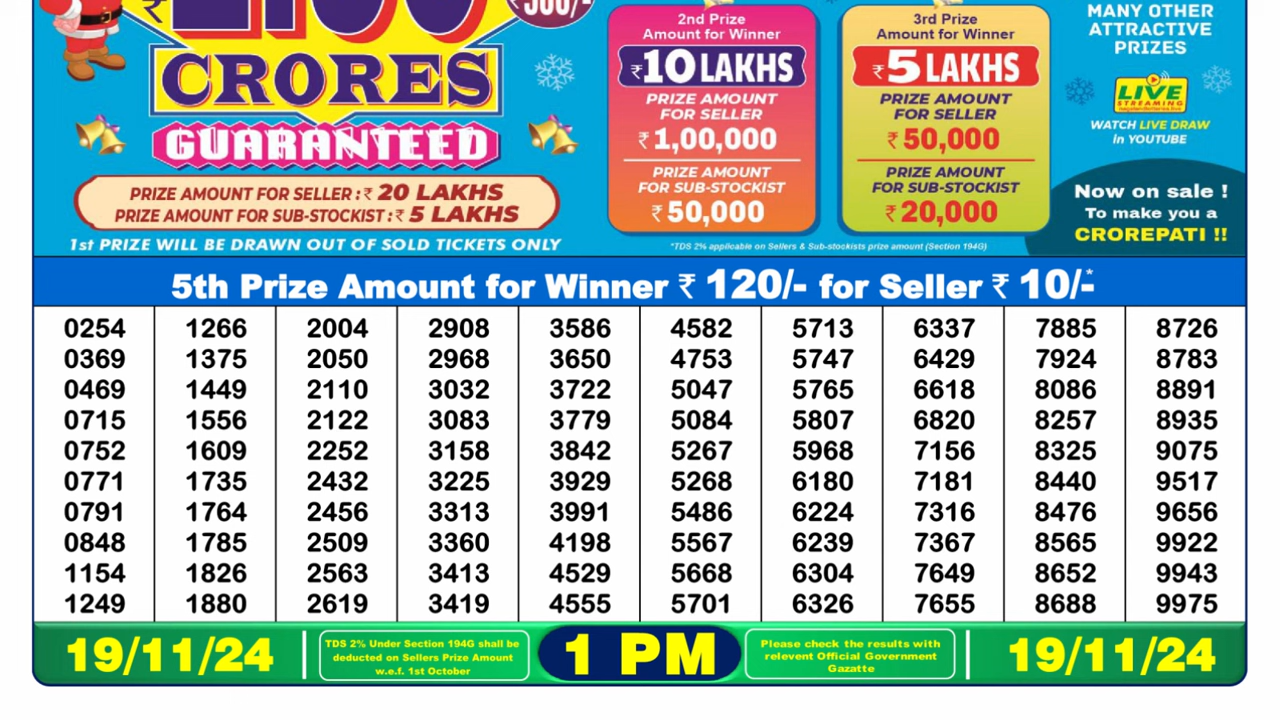 CRORES
GUARANTEED
PRIZE AMOUNT FOR SELLER : ₹ 20 LAKHS
PRIZE AMOUNT FOR SUB-STOCKIST : ₹ 5 LAKHS
1st PRIZE WILL BE DRAWN OUT OF SOLD TICKETS ONLY
2nd Prize
Amount for Winner
₹10 LAKHS
PRIZE AMOUNT
FOR SELLER
₹ 1,00,000
PRIZE AMOUNT
FOR SUB-STOCKIST
₹ 50,000
3rd Prize
Amount for Winner
₹5 LAKHS
PRIZE AMOUNT
FOR SELLER
₹ 50,000
PRIZE AMOUNT
FOR SUB-STOCKIST
₹ 20,000
*TDS 2% applicable on Sellers & Sub-stockists prize amount (Section 194G)
MANY OTHER
ATTRACTIVE
PRIZES
LIVE
STREAMING
WATCH LIVE DRAW
in YOUTUBE
Now on sale !
To make you a
CROREPATI !!
5th Prize Amount for Winner ₹ 120/- for Seller ₹ 10/-*
0254 1266 2004 2908 3586 4582 5713 6337 7885 8726
0369 1375 2050 2968 3650 4753 5747 6429 7924 8783
0469 1449 2110 3032 3722 5047 5765 6618 8086 8891
0715 1556 2122 3083 3779 5084 5807 6820 8257 8935
0752 1609 2252 3158 3842 5267 5968 7156 8325 9075
0771 1735 2432 3225 3929 5268 6180 7181 8440 9517
0791 1764 2456 3313 3991 5486 6224 7316 8476 9656
0848 1785 2509 3360 4198 5567 6239 7367 8565 9922
1154 1826 2563 3413 4529 5668 6304 7649 8652 9943
1249 1880 2619 3419 4555 5701 6326 7655 8688 9975
19/11/24
TDS 2% Under Section 194G shall be
deducted on Sellers Prize Amount
w.e.f. 1st October
1 PM
Please check the results with
relevent Official Government
Gazatte
19/11/24